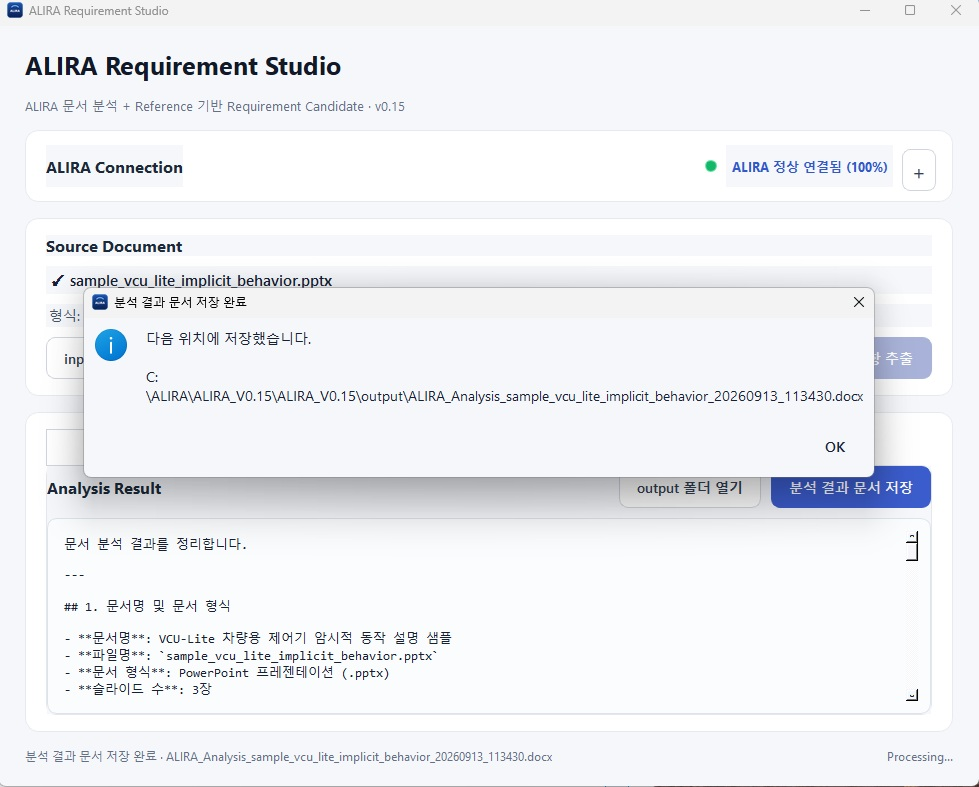 ALIRA Requirement Studio
ALIRA Requirement Studio
ALIRA 문서 분석 + Reference 기반 Requirement Candidate · v0.15
ALIRA Connection
ALIRA 정상 연결됨 (100%)
+
Source Document
✓ sample_vcu_lite_implicit_behavior.pptx
분석 결과 문서 저장 완료
형식:
다음 위치에 저장했습니다.
inp
추출
C:
\ALIRA\ALIRA_V0.15\ALIRA_V0.15\output\ALIRA_Analysis_sample_vcu_lite_implicit_behavior_20260913_113430.docx
OK
Analysis Result
output 폴더 열기
분석 결과 문서 저장
문서 분석 결과를 정리합니다.
---
## 1. 문서명 및 문서 형식
- **문서명**: VCU-Lite 차량용 제어기 암시적 동작 설명 샘플
- **파일명**: `sample_vcu_lite_implicit_behavior.pptx`
- **문서 형식**: PowerPoint 프레젠테이션 (.pptx)
- **슬라이드 수**: 3장
분석 결과 문서 저장 완료 · ALIRA_Analysis_sample_vcu_lite_implicit_behavior_20260913_113430.docx
Processing...